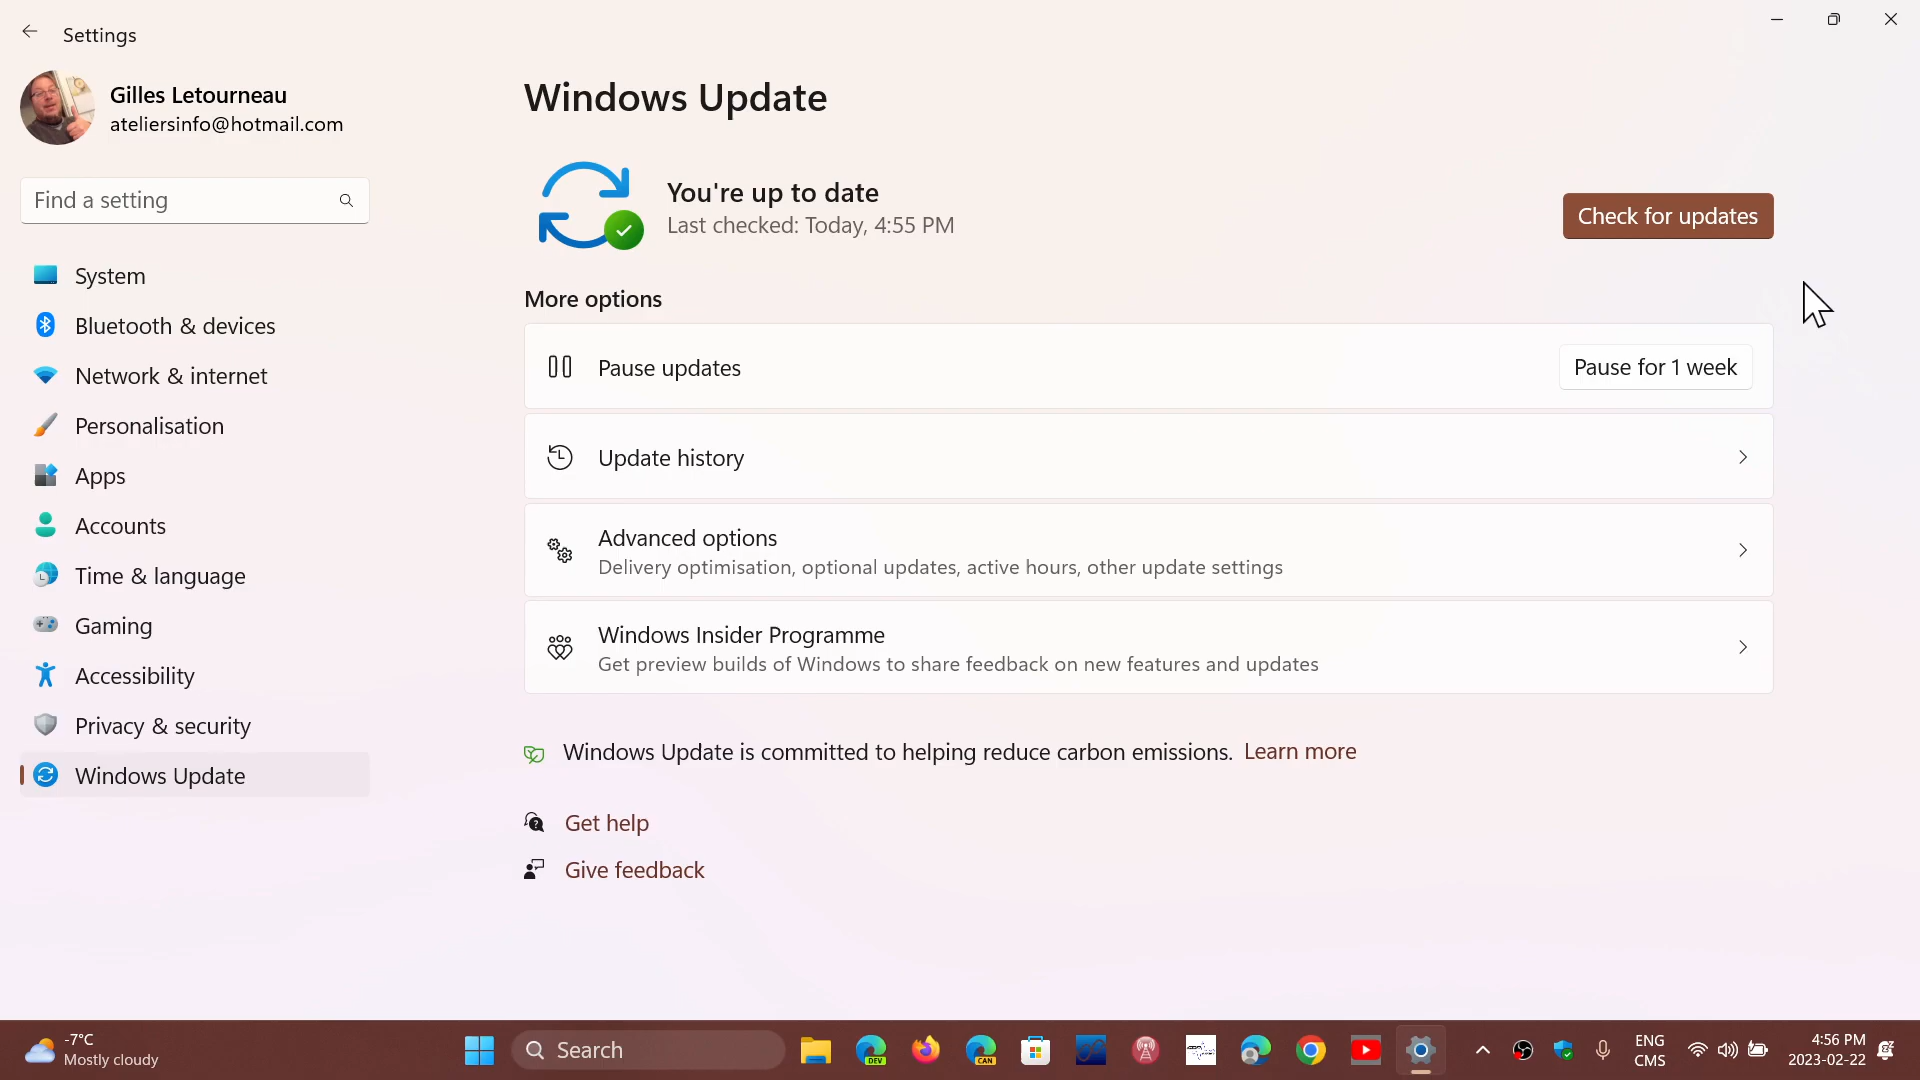 Settings
Gilles Letourneau
ateliersinfo@hotmail.com
Find a setting
System
Bluetooth & devices
Network & internet
Personalisation
Apps
Accounts
Time & language
Gaming
Accessibility
Privacy & security
Windows Update
Windows Update
You're up to date
Last checked: Today, 4:55 PM
Check for updates
More options
Pause updates
Pause for 1 week
Update history
Advanced options
Delivery optimisation, optional updates, active hours, other update settings
Windows Insider Programme
Get preview builds of Windows to share feedback on new features and updates
Windows Update is committed to helping reduce carbon emissions. Learn more
Get help
Give feedback
-7°C
Mostly cloudy
Search
DEV
CAN
ENG
CMS
4:56 PM
2023-02-22